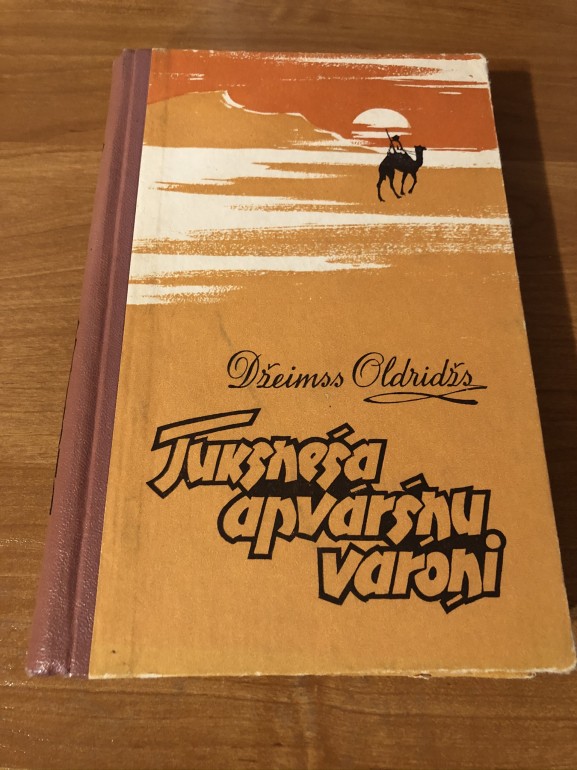 Džeimss Oldridžs
Tuksneša
apvāršņu
varoņi